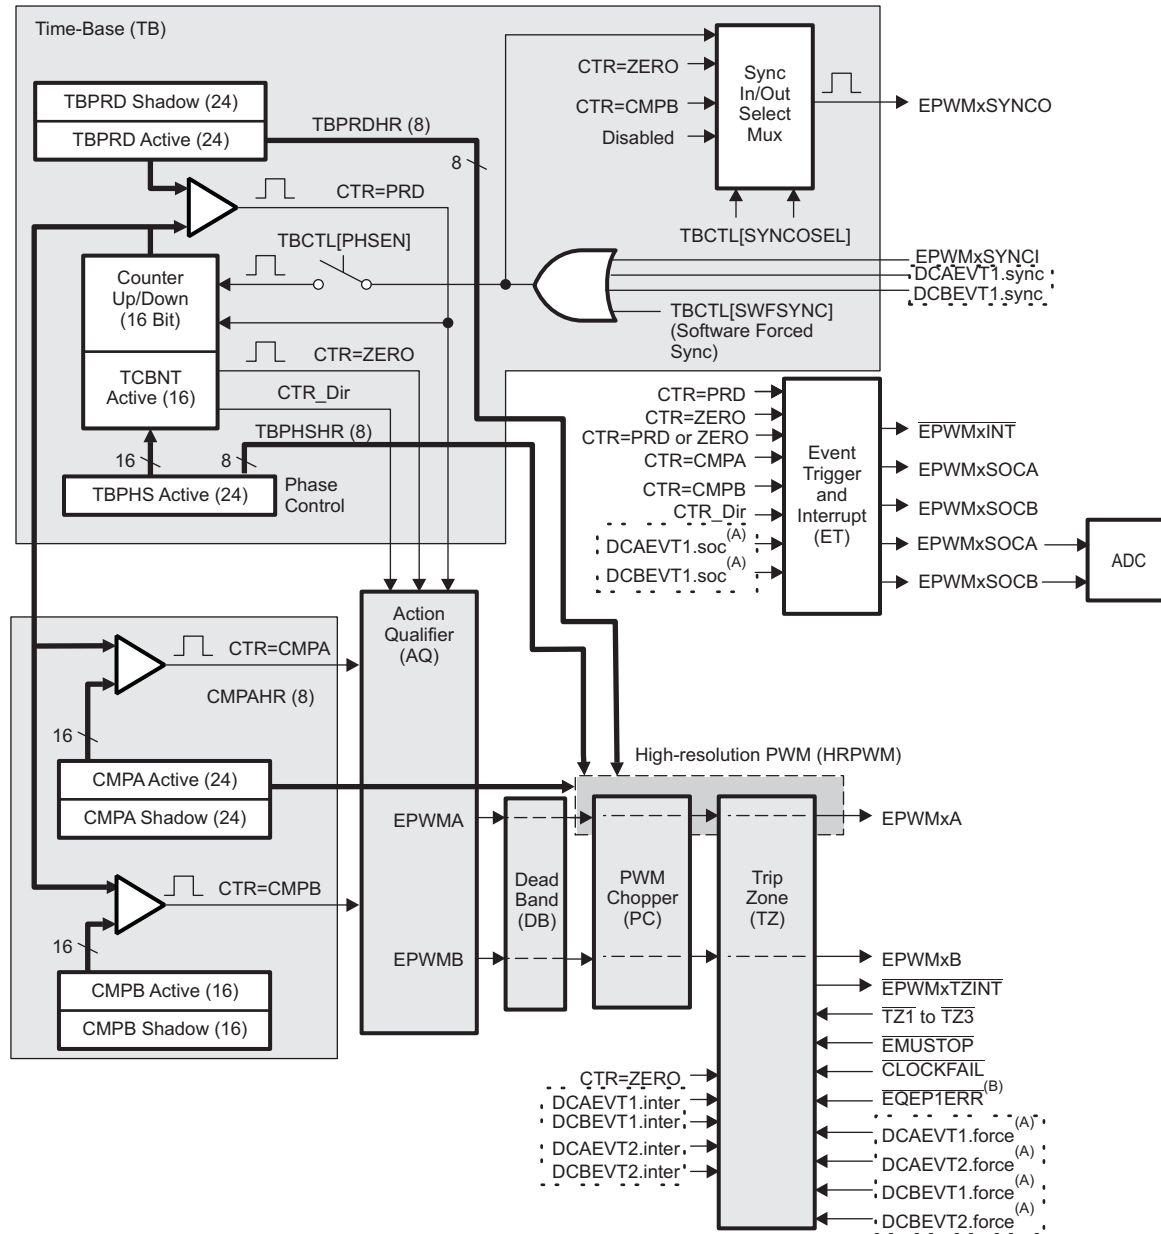 Time-Base (TB)
TBPRD Shadow (24)
TBPRD Active (24)
TBPRDHR (8)
8
CTR=PRD
TBCTL[PHSEN]
Counter
Up/Down
(16 Bit)
TCBNT
Active (16)
CTR=ZERO
CTR_Dir
TBPHSHR (8)
16
8
TBPHS Active (24)
Phase
Control
CTR=ZERO
CTR=CMPB
Disabled
Sync
In/Out
Select
Mux
EPWMxSYNCO
TBCTL[SYNCOSEL]
EPWMxSYNCI
DCAEVT1.sync
DCBEVT1.sync
TBCTL[SWFSYNC]
(Software Forced
Sync)
CTR=PRD
CTR=ZERO
CTR=PRD or ZERO
CTR=CMPA
CTR=CMPB
CTR_Dir
DCAEVT1.soc(A)
DCBEVT1.soc(A)
Event
Trigger
and
Interrupt
(ET)
EPWMxINT
EPWMxSOCA
EPWMxSOCB
EPWMxSOCA
EPWMxSOCB
ADC
Action
Qualifier
(AQ)
CTR=CMPA
CMPAHR (8)
16
CMPA Active (24)
CMPA Shadow (24)
CTR=CMPB
16
CMPB Active (16)
CMPB Shadow (16)
EPWMA
EPWMB
High-resolution PWM (HRPWM)
Dead
Band
(DB)
PWM
Chopper
(PC)
Trip
Zone
(TZ)
EPWMxA
EPWMxB
EPWMxTZINT
TZ1 to TZ3
EMUSTOP
CLOCKFAIL
EQEP1ERR(B)
DCAEVT1.force(A)
DCAEVT2.force(A)
DCBEVT1.force(A)
DCBEVT2.force(A)
CTR=ZERO
DCAEVT1.inter
DCBEVT1.inter
DCAEVT2.inter
DCBEVT2.inter